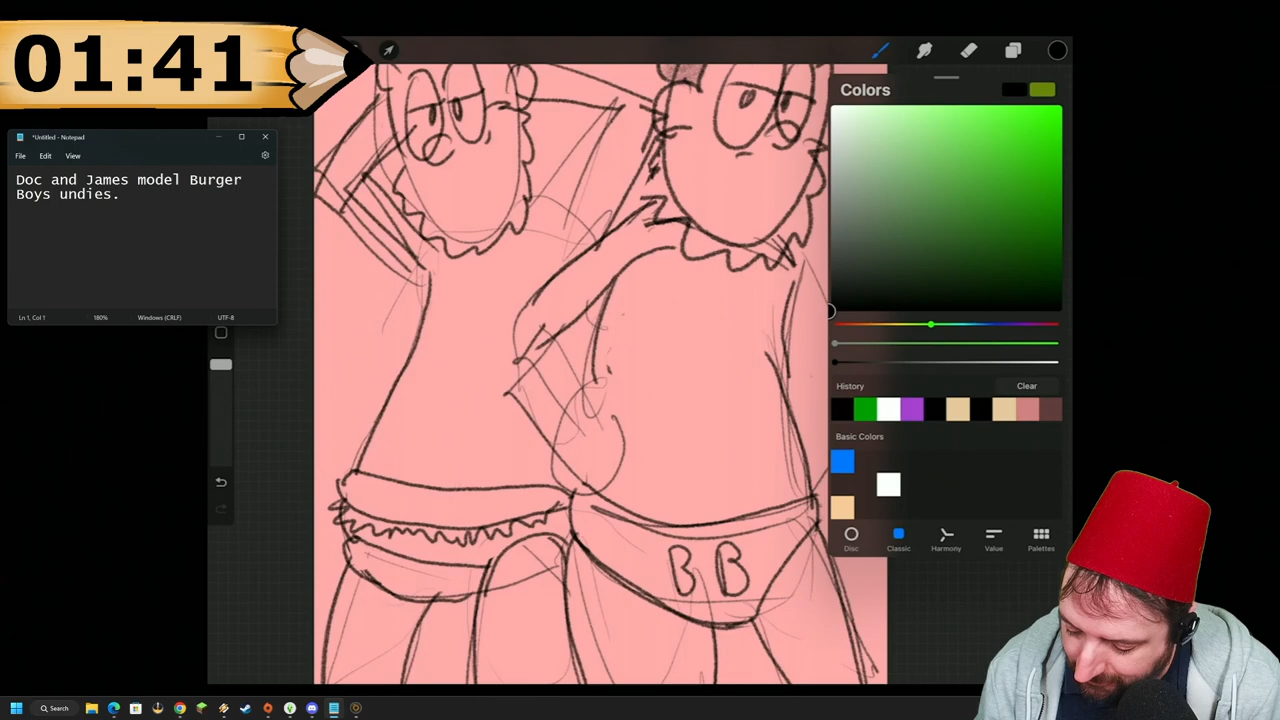 01:41
*Untitled - Notepad
File Edit View
Doc and James model Burger
Boys undies.
Ln 1, Col 1 180% Windows (CRLF) UTF-8
Colors
History Clear
Basic Colors
Disc Classic Harmony Value Palettes
BB
Search